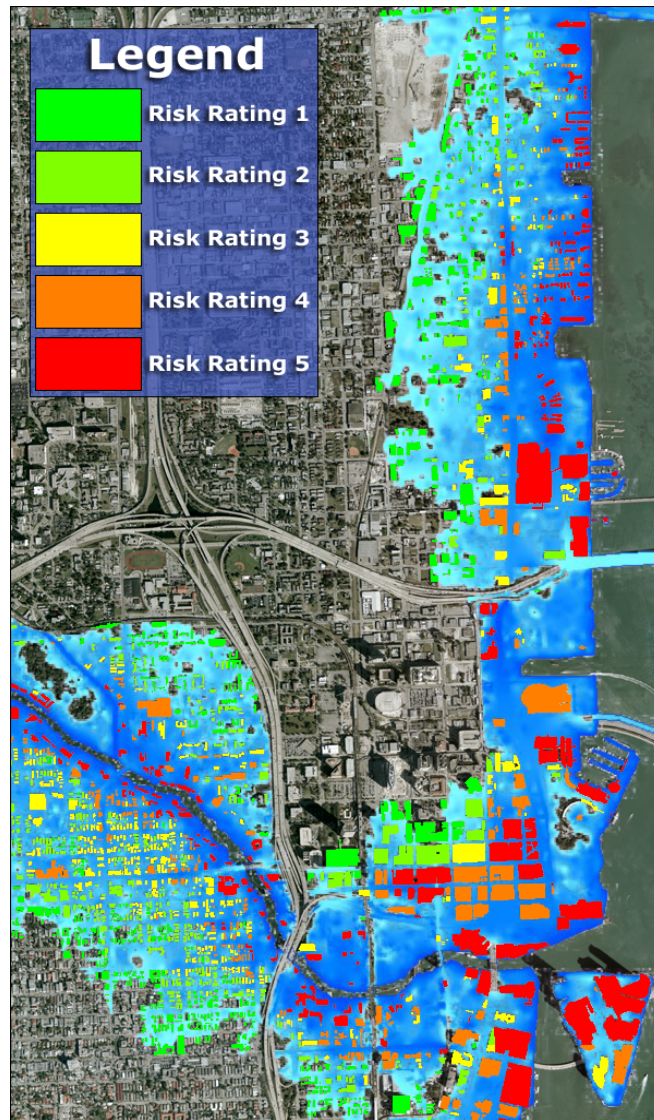 Legend
Risk Rating 1
Risk Rating 2
Risk Rating 3
Risk Rating 4
Risk Rating 5